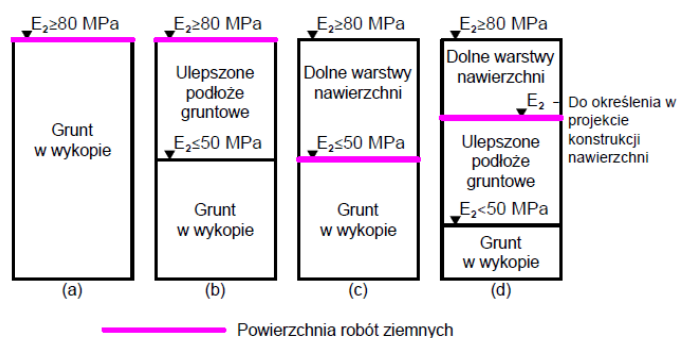 E₂≥80 MPa
Grunt
w wykopie
(a)
E₂≥80 MPa
Ulepszone
podłoże
gruntowe
E₂≤50 MPa
Grunt
w wykopie
(b)
E₂≥80 MPa
Dolne warstwy
nawierzchni
E₂≤50 MPa
Grunt
w wykopie
(c)
E₂≥80 MPa
Dolne warstwy
nawierzchni
E₂ - Do określenia w
projekcie
konstrukcji
nawierzchni
Ulepszone
podłoże
gruntowe
E₂<50 MPa
Grunt
w wykopie
(d)
Powierzchnia robót ziemnych